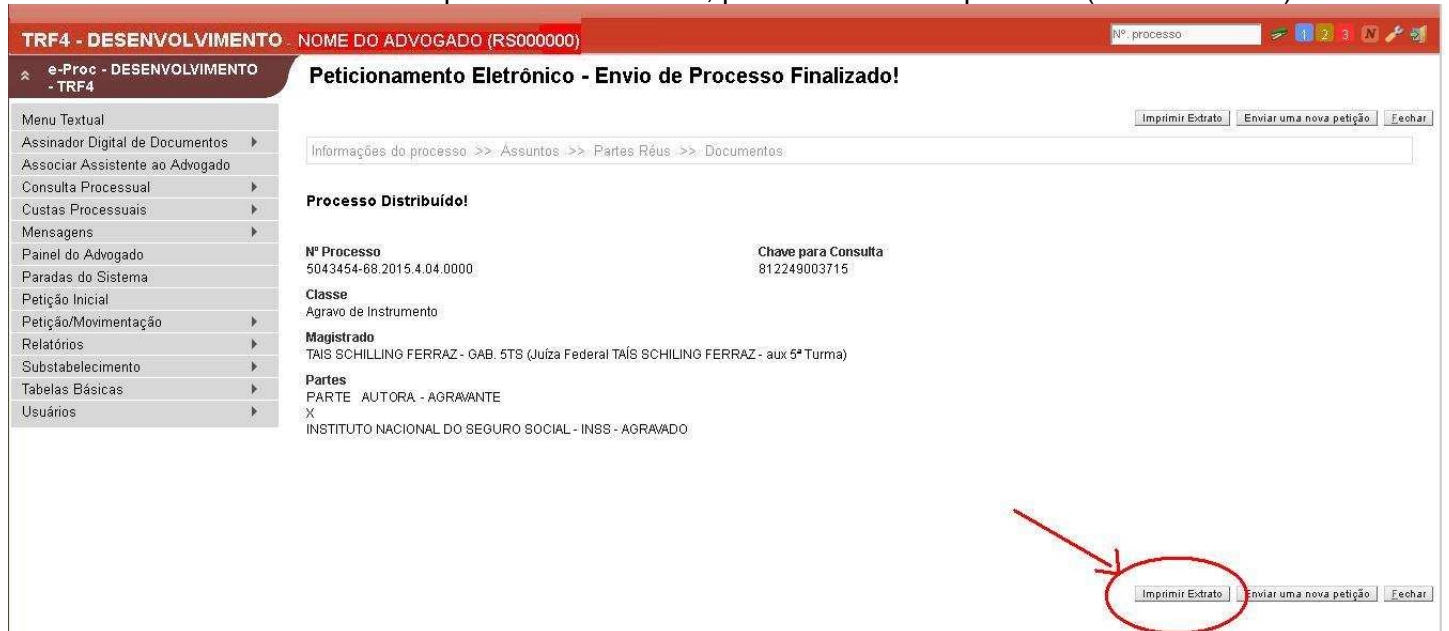 TRF4 - DESENVOLVIMENTO - NOME DO ADVOGADO (RS000000)
Nº. processo
1 2 3 N
e-Proc - DESENVOLVIMENTO
- TRF4
Peticionamento Eletrônico - Envio de Processo Finalizado!
Imprimir Extrato Enviar uma nova petição Fechar
Menu Textual
Assinador Digital de Documentos
Associar Assistente ao Advogado
Consulta Processual
Custas Processuais
Mensagens
Painel do Advogado
Paradas do Sistema
Petição Inicial
Petição/Movimentação
Relatórios
Substabelecimento
Tabelas Básicas
Usuários
Informações do processo >> Assuntos >> Partes Réus >> Documentos
Processo Distribuído!
Nº Processo
5043454-68.2015.4.04.0000
Chave para Consulta
812249003715
Classe
Agravo de Instrumento
Magistrado
TAIS SCHILLING FERRAZ - GAB. 5TS (Juíza Federal TAÍS SCHILING FERRAZ - aux 5ª Turma)
Partes
PARTE AUTORA - AGRAVANTE
X
INSTITUTO NACIONAL DO SEGURO SOCIAL - INSS - AGRAVADO
Imprimir Extrato Enviar uma nova petição Fechar